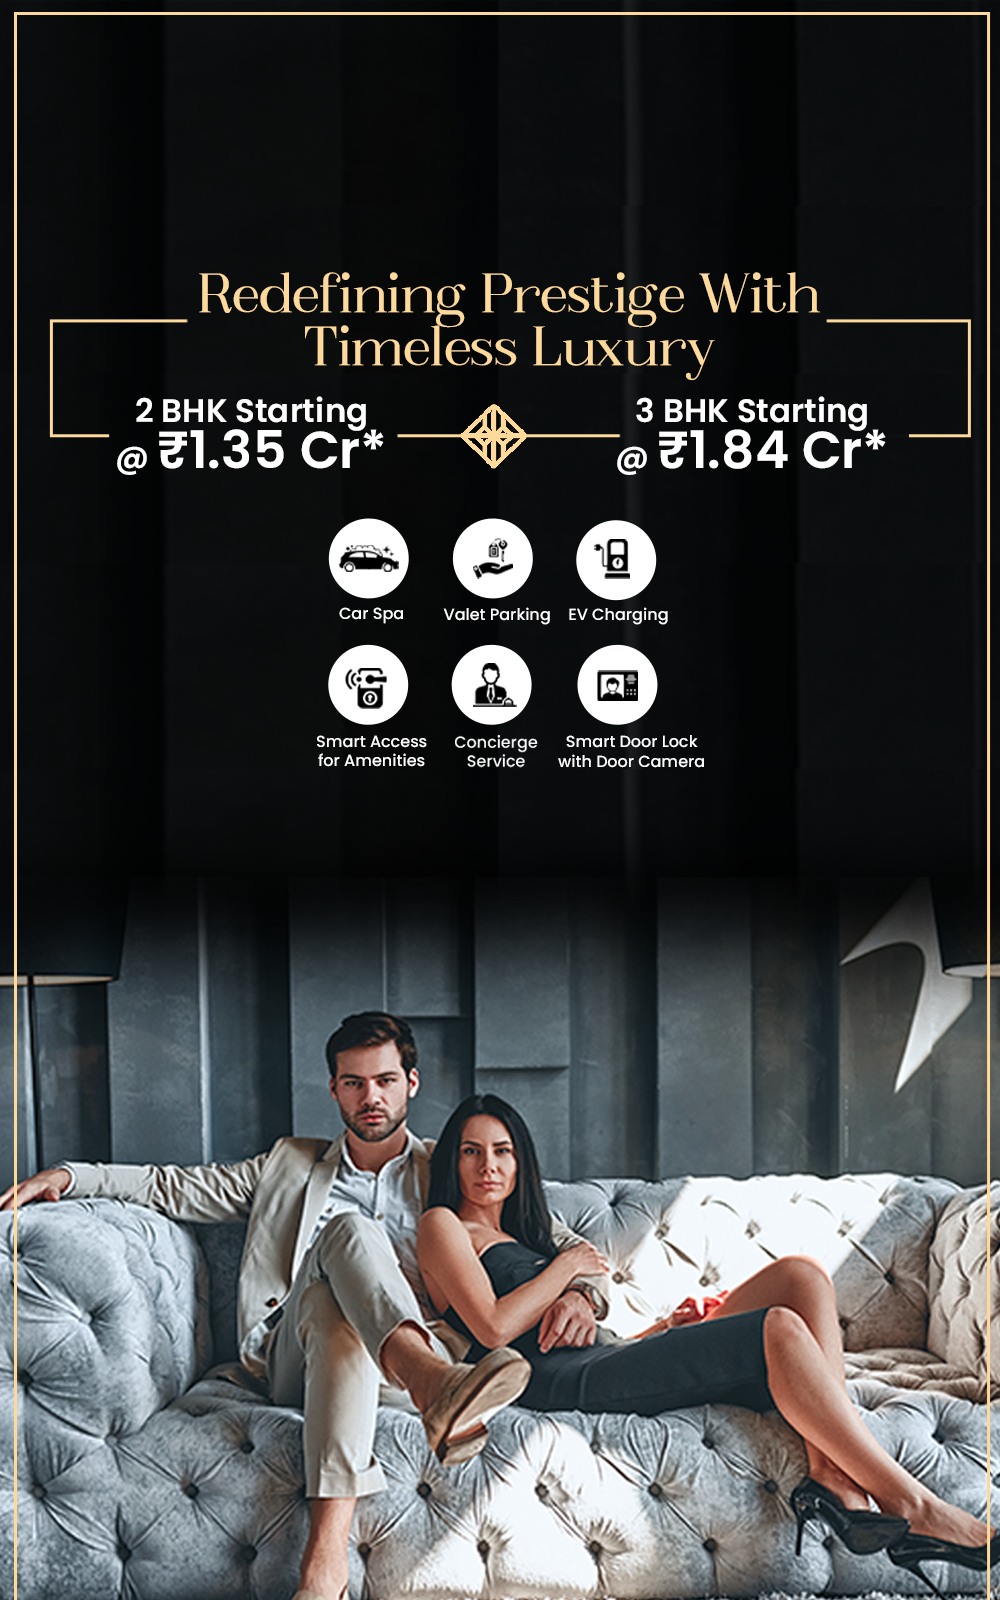 Redefining Prestige With
Timeless Luxury
2 BHK Starting
@ ₹1.35 Cr*
3 BHK Starting
@ ₹1.84 Cr*
Car Spa
Valet Parking
EV Charging
Smart Access
for Amenities
Concierge
Service
Smart Door Lock
with Door Camera